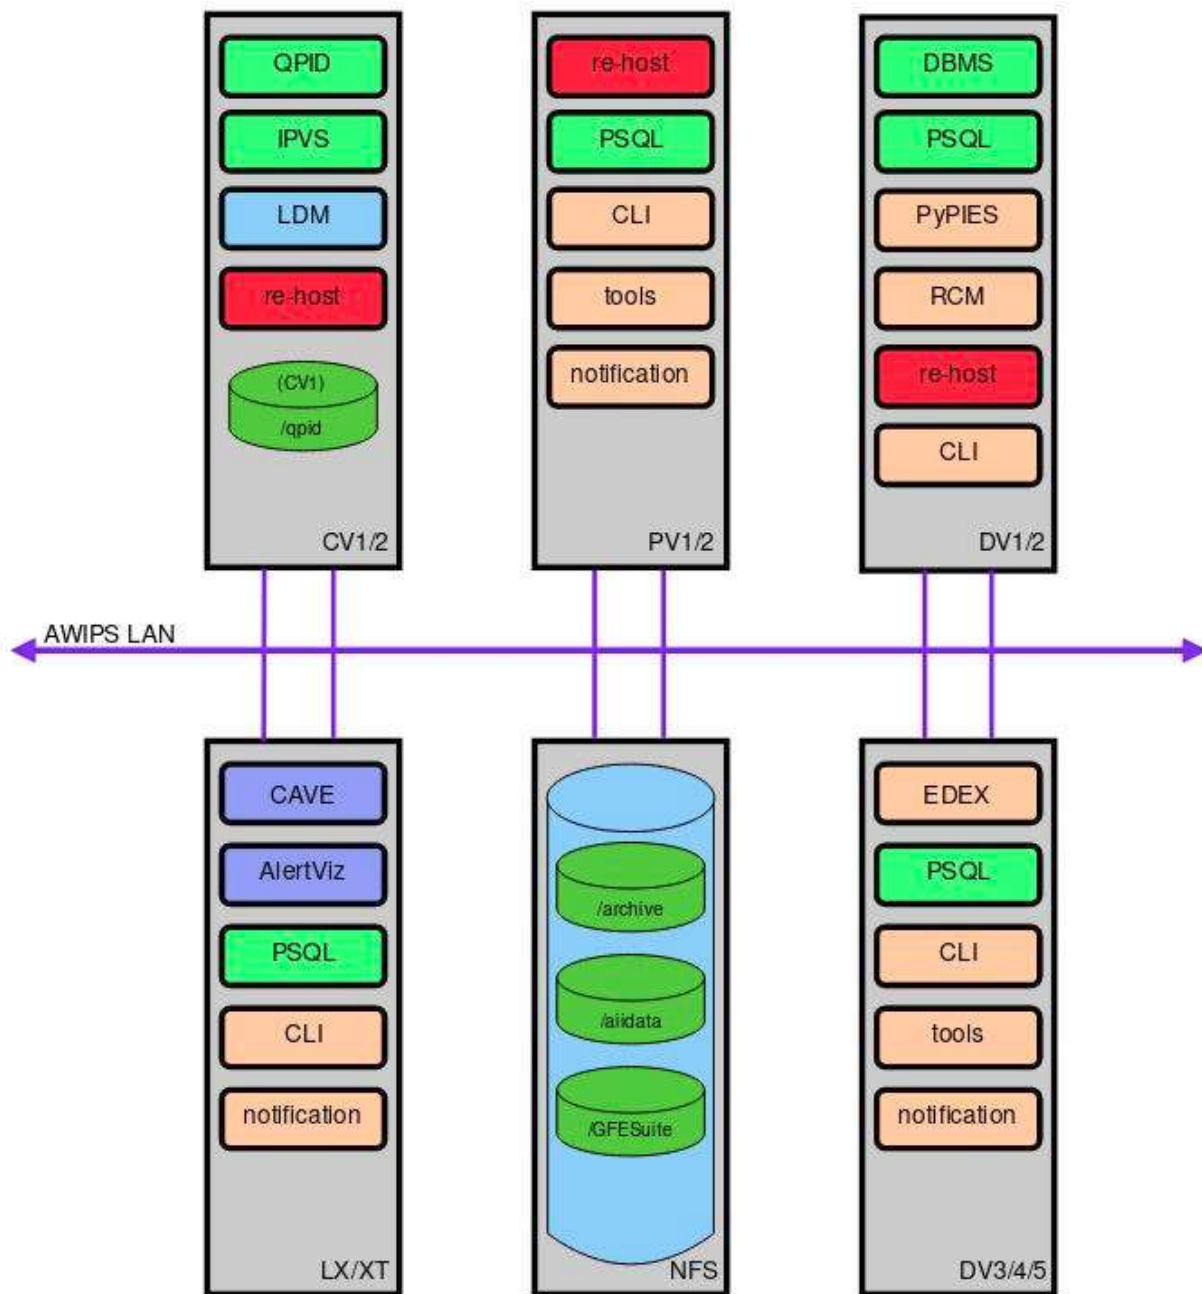 QPID
IPVS
LDM
re-host
(CV1)
/qpid
CV1/2
re-host
PSQL
CLI
tools
notification
PV1/2
DBMS
PSQL
PyPIES
RCM
re-host
CLI
DV1/2
AWIPS LAN
CAVE
AlertViz
PSQL
CLI
notification
LX/XT
/archive
/aiidata
/GFESuite
NFS
EDEX
PSQL
CLI
tools
notification
DV3/4/5